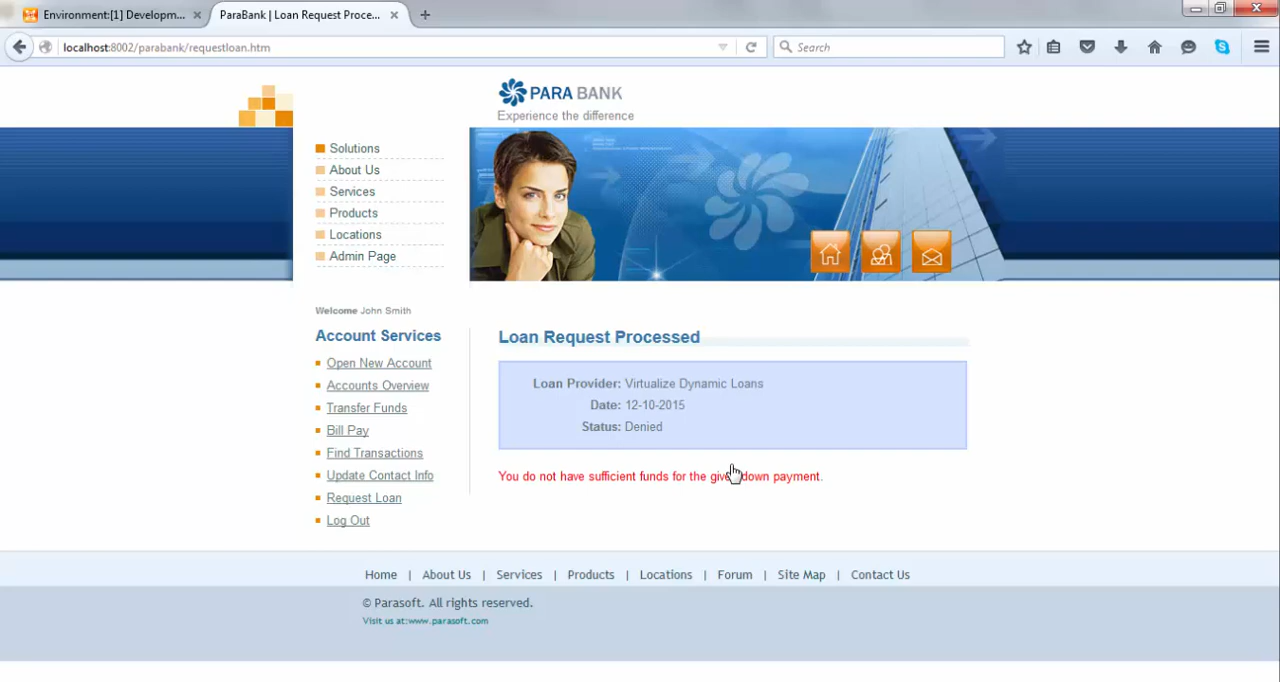 Environment:[1] Developm...
ParaBank | Loan Request Proce...
localhost:8002/parabank/requestloan.htm
Search
PARA BANK
Experience the difference
Solutions
About Us
Services
Products
Locations
Admin Page
Welcome John Smith
Account Services
Open New Account
Accounts Overview
Transfer Funds
Bill Pay
Find Transactions
Update Contact Info
Request Loan
Log Out
Loan Request Processed
Loan Provider: Virtualize Dynamic Loans
Date: 12-10-2015
Status: Denied
You do not have sufficient funds for the given down payment.
Home | About Us | Services | Products | Locations | Forum | Site Map | Contact Us
© Parasoft. All rights reserved.
Visit us at:www.parasoft.com